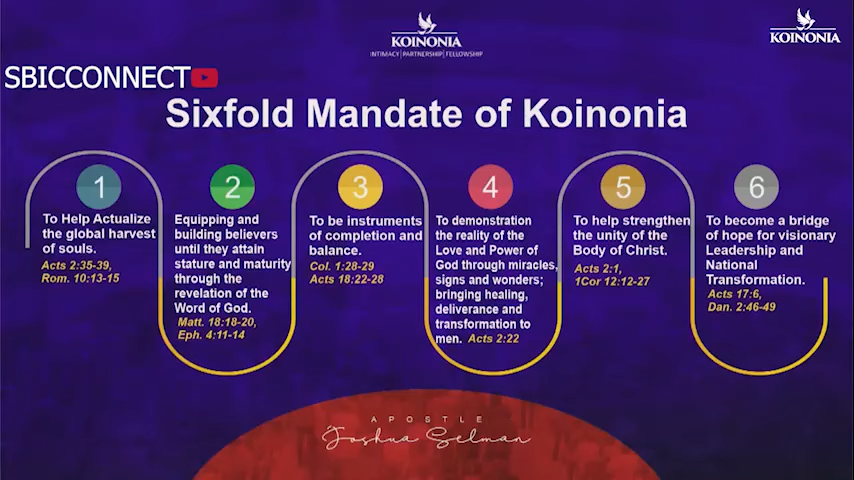 KOINONIA
INTIMACY|PARTNERSHIP|FELLOWSHIP
KOINONIA
SBICCONNECT
Sixfold Mandate of Koinonia
1
To Help Actualize
the global harvest
of souls.
Acts 2:35-39,
Rom. 10:13-15
2
Equipping and
building believers
until they attain
stature and maturity
through the
revelation of the
Word of God.
Matt. 18:18-20,
Eph. 4:11-14
3
To be instruments
of completion and
balance.
Col. 1:28-29
Acts 18:22-28
4
To demonstration
the reality of the
Love and Power of
God through miracles,
signs and wonders;
bringing healing,
deliverance and
transformation to
men. Acts 2:22
5
To help strengthen
the unity of the
Body of Christ.
Acts 2:1,
1Cor 12:12-27
6
To become a bridge
of hope for visionary
Leadership and
National
Transformation.
Acts 17:6,
Dan. 2:46-49
APOSTLE
Joshua Selman